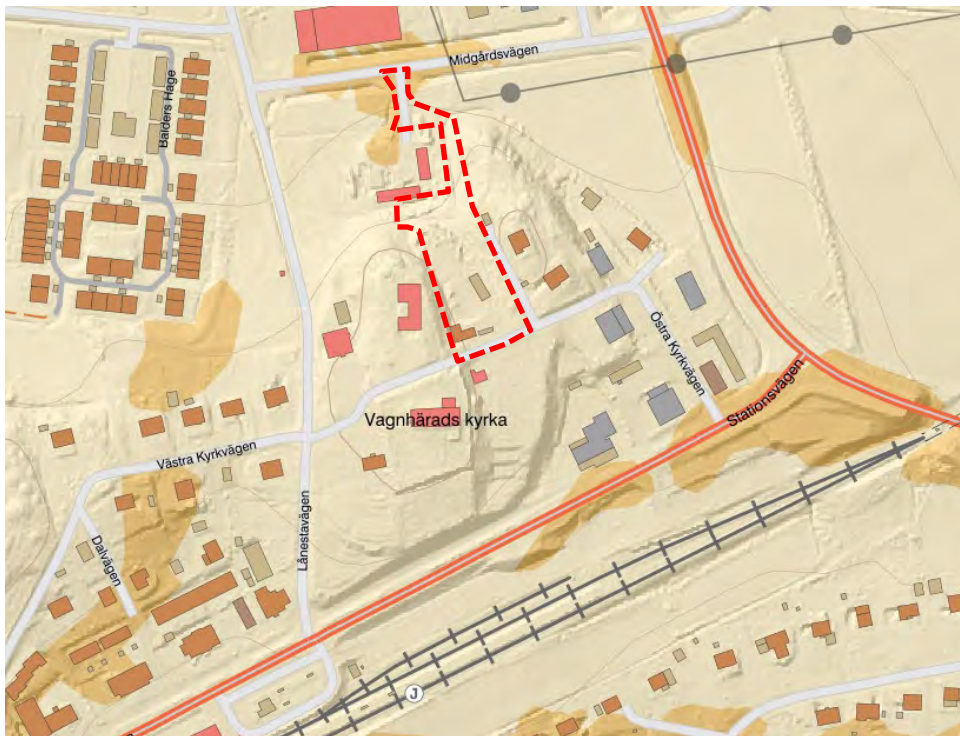 Midgårdsvägen
Balders Hage
Östra Kyrkvägen
Stationsvägen
Vagnhärads kyrka
Västra Kyrkvägen
Lånestavägen
Dalvägen
J